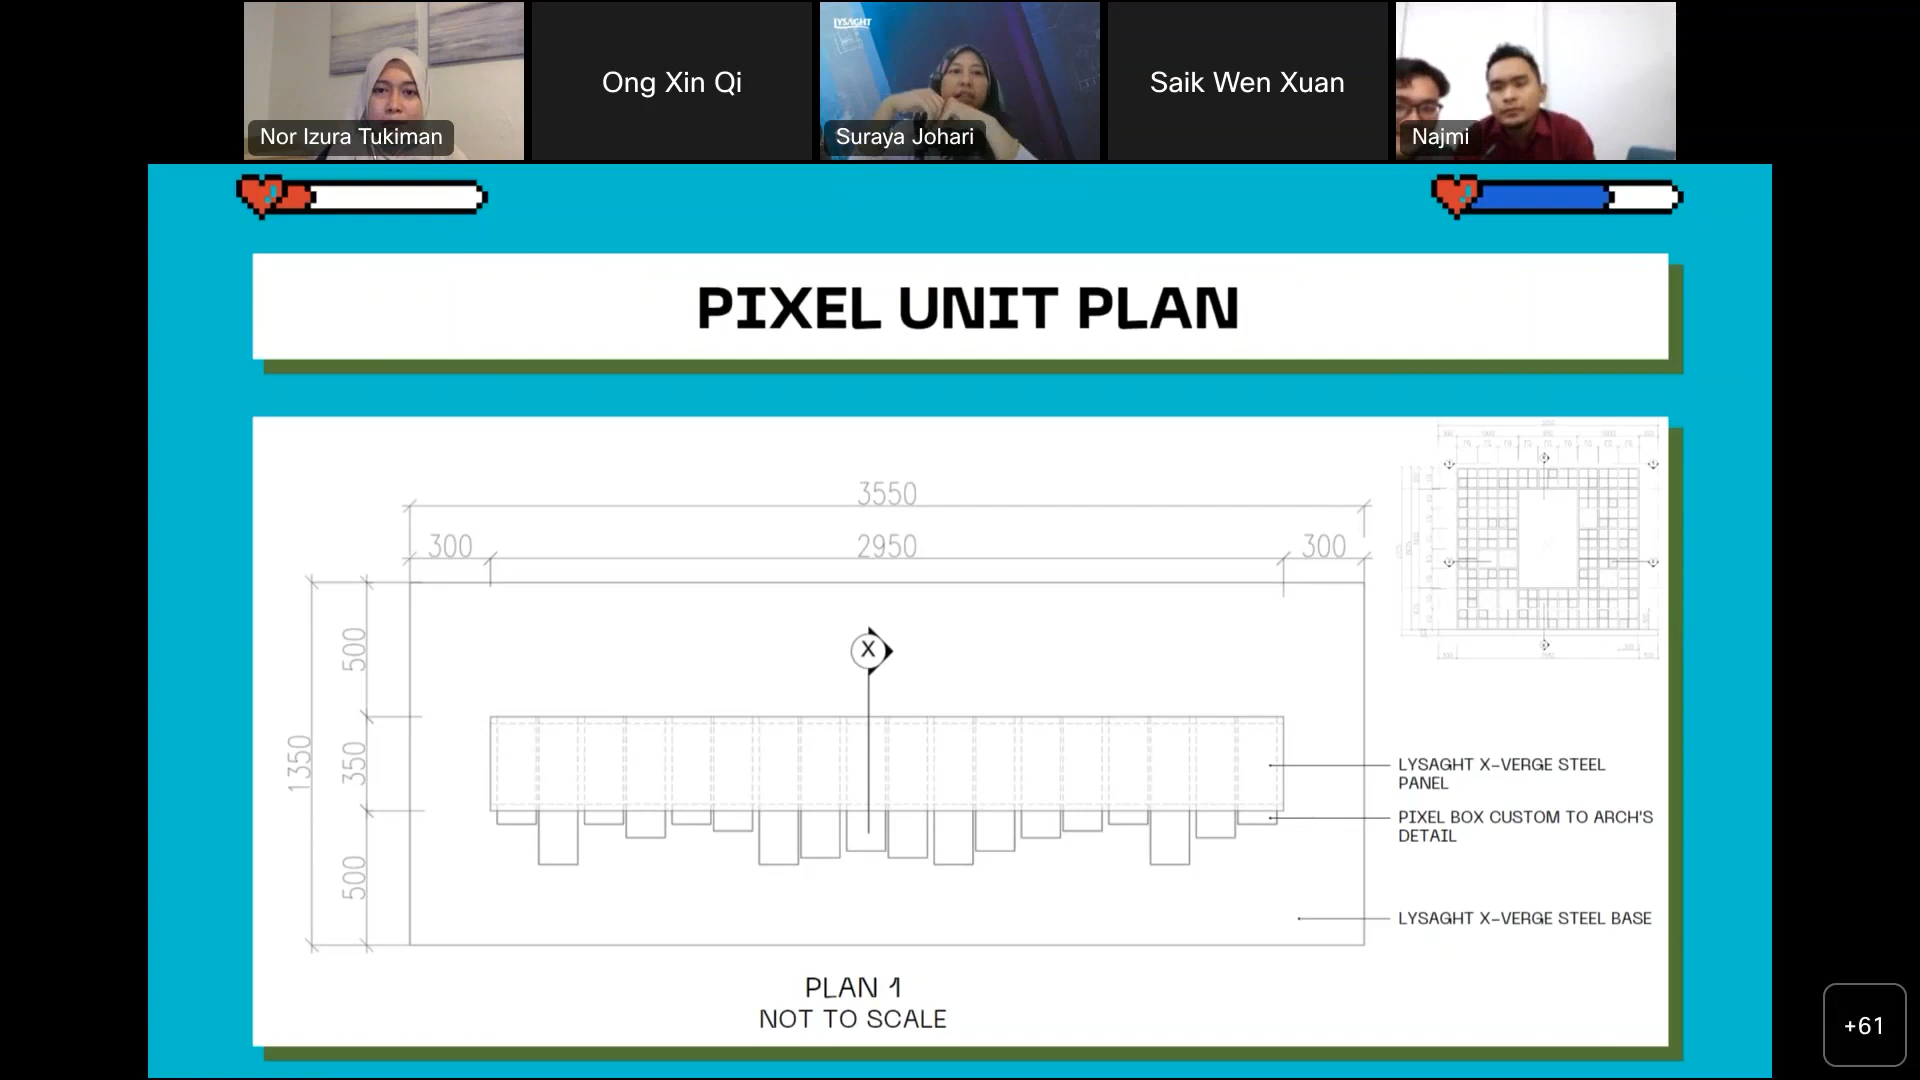 LYSAGHT
Nor Izura Tukiman
Ong Xin Qi
Suraya Johari
Saik Wen Xuan
Najmi
PIXEL UNIT PLAN
3550
300
2950
300
500
350
500
1350
X
LYSAGHT X-VERGE STEEL
PANEL
PIXEL BOX CUSTOM TO ARCH'S
DETAIL
LYSAGHT X-VERGE STEEL BASE
PLAN 1
NOT TO SCALE
+61